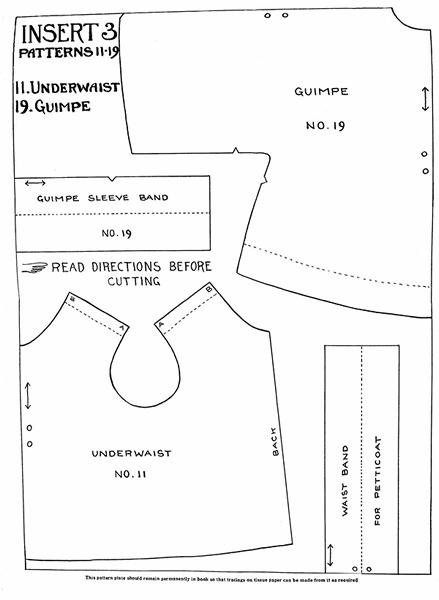 INSERT 3
PATTERNS 11-19
11. UNDERWAIST
19. GUIMPE
GUIMPE
NO. 19
GUIMPE SLEEVE BAND
NO. 19
READ DIRECTIONS BEFORE
CUTTING
B
A
A
B
UNDERWAIST
NO. 11
BACK
WAIST BAND
FOR PETTICOAT
This pattern plate should remain permanently in book so that tracings on tissue paper can be made from it as required